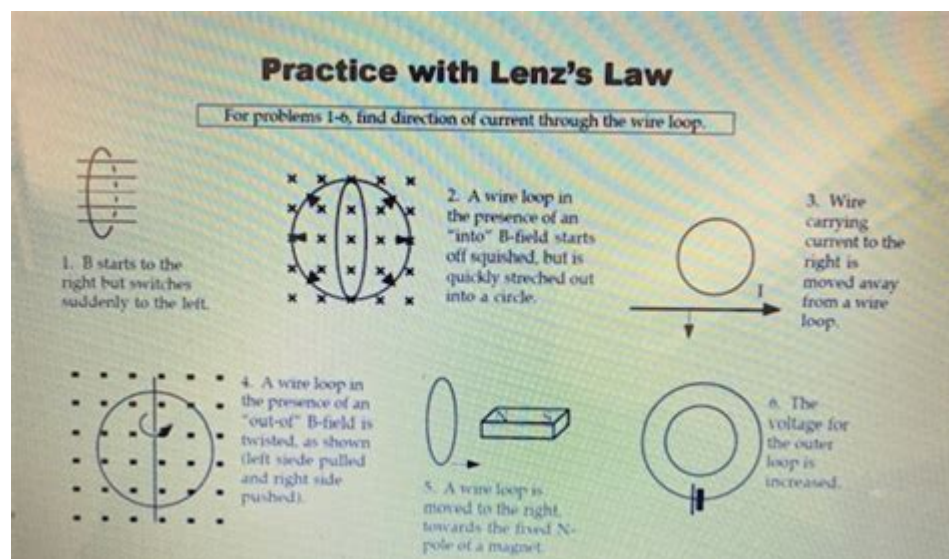 Practice with Lenz's Law
For problems 1-6, find direction of current through the wire loop.
1. B starts to the
right but switches
suddenly to the left.
2. A wire loop in
the presence of an
"into" B-field starts
off squished, but is
quickly streched out
into a circle.
3. Wire
carrying
current to the
right is
moved away
from a wire
loop.
I
4. A wire loop in
the presence of an
"out-of" B-field is
twisted, as shown
(left siede pulled
and right side
pushed).
5. A wire loop is
moved to the right,
towards the fixed N-
pole of a magnet.
6. The
voltage for
the outer
loop is
increased.